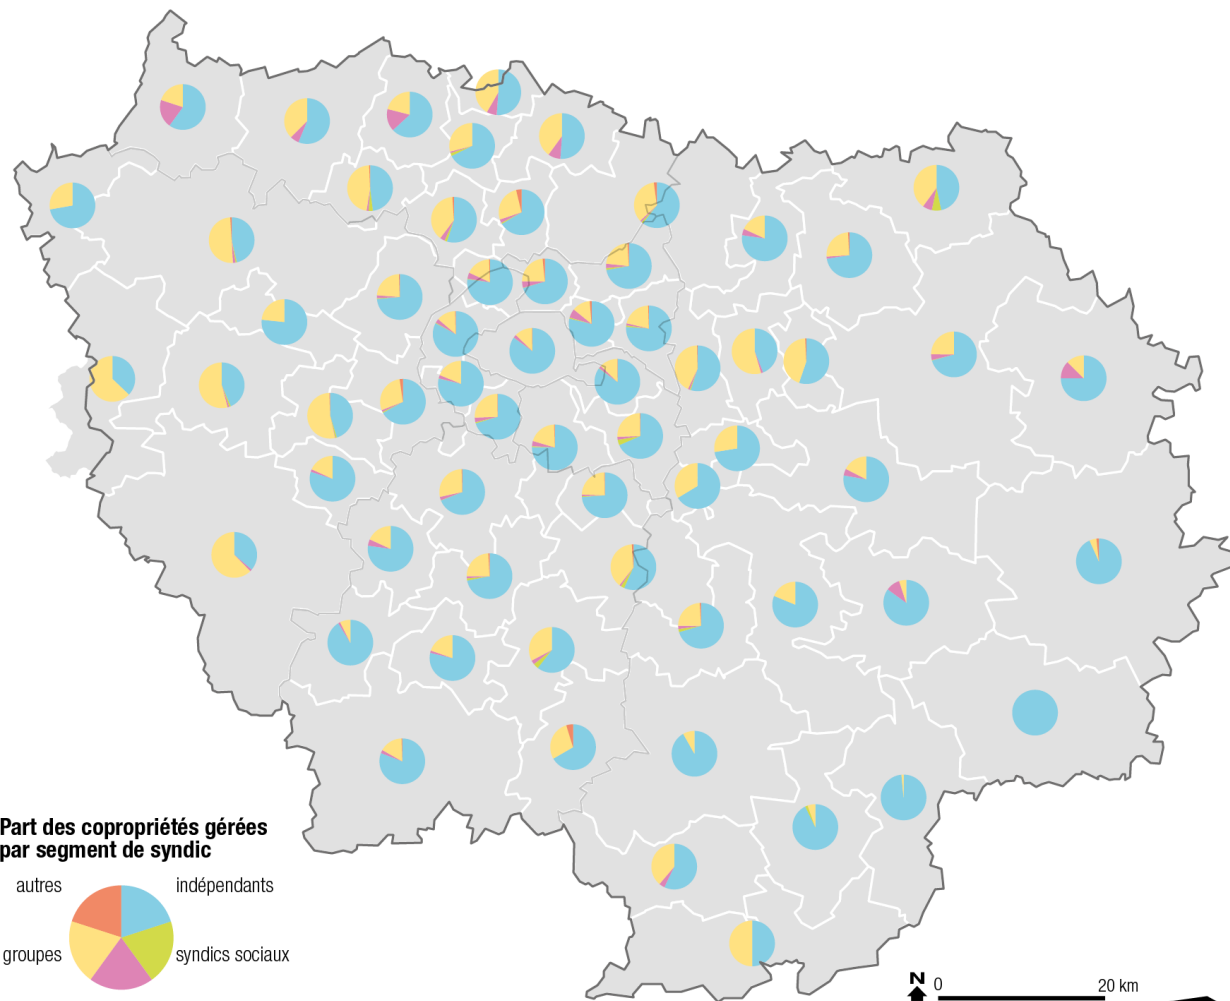 Part des copropriétés gérées
par segment de syndic
autres indépendants
groupes syndics sociaux
N 0 20 km